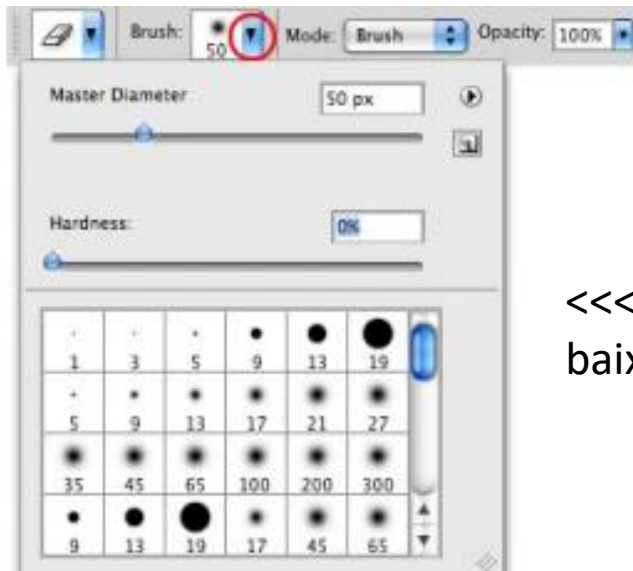 Brush: 50 Mode: Brush Opacity: 100%
Master Diameter 50 px
Hardness: 0%
1 3 5 9 13 19
5 9 13 17 21 27
35 45 65 100 200 300
9 13 19 17 45 65
<<<
baix